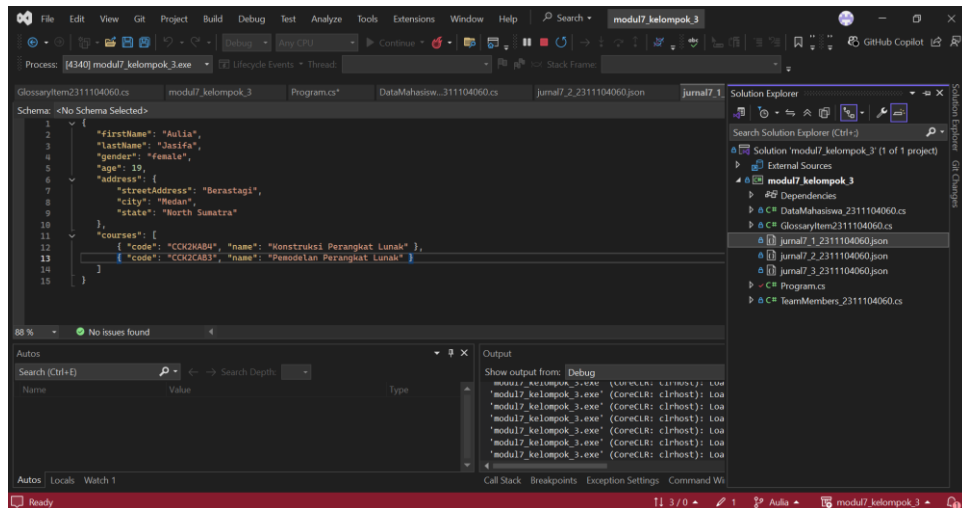 File Edit View Git Project Build Debug Test Analyze Tools Extensions Window Help Search modul7_kelompok_3
Debug Any CPU Continue GitHub Copilot
Process: [4340] modul7_kelompok_3.exe Lifecycle Events Thread: Stack Frame:
GlossaryItem2311104060.cs modul7_kelompok_3 Program.cs* DataMahasisw...311104060.cs jurnal7_2_2311104060.json jurnal7_1_
Schema: <No Schema Selected>
1 {
2 "firstName": "Aulia",
3 "lastName": "Jasifa",
4 "gender": "female",
5 "age": 19,
6 "address": {
7 "streetAddress": "Berastagi",
8 "city": "Medan",
9 "state": "North Sumatra"
10 },
11 "courses": [
12 { "code": "CCK2KAB4", "name": "Konstruksi Perangkat Lunak" },
13 { "code": "CCK2CAB3", "name": "Pemodelan Perangkat Lunak" }
14 ]
15 }
88 % No issues found
Solution Explorer
Search Solution Explorer (Ctrl+;)
Solution 'modul7_kelompok_3' (1 of 1 project)
External Sources
modul7_kelompok_3
Dependencies
C# DataMahasiswa_2311104060.cs
C# GlossaryItem2311104060.cs
jurnal7_1_2311104060.json
jurnal7_2_2311104060.json
jurnal7_3_2311104060.json
C# Program.cs
C# TeamMembers_2311104060.cs
Solution Explorer
Git Changes
Autos
Search (Ctrl+E) Search Depth:
Name Value Type
Autos Locals Watch 1
Output
Show output from: Debug
'modul7_kelompok_3.exe' (CoreCLR: clrhost): Loa
'modul7_kelompok_3.exe' (CoreCLR: clrhost): Loa
'modul7_kelompok_3.exe' (CoreCLR: clrhost): Loa
'modul7_kelompok_3.exe' (CoreCLR: clrhost): Loa
'modul7_kelompok_3.exe' (CoreCLR: clrhost): Loa
'modul7_kelompok_3.exe' (CoreCLR: clrhost): Loa
Call Stack Breakpoints Exception Settings Command Wi
Ready 3 / 0 1 Aulia modul7_kelompok_3